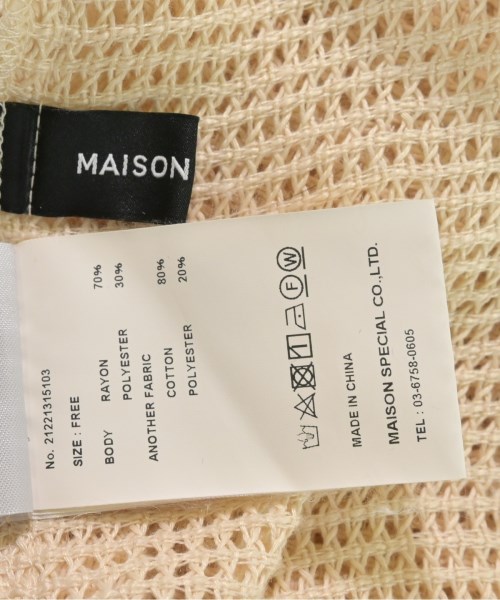 MAISON
No. 21221315103
SIZE : FREE
BODY RAYON 70%
POLYESTER 30%
ANOTHER FABRIC
COTTON 80%
POLYESTER 20%
F W
MADE IN CHINA
MAISON SPECIAL CO.,LTD.
TEL : 03-6758-0605